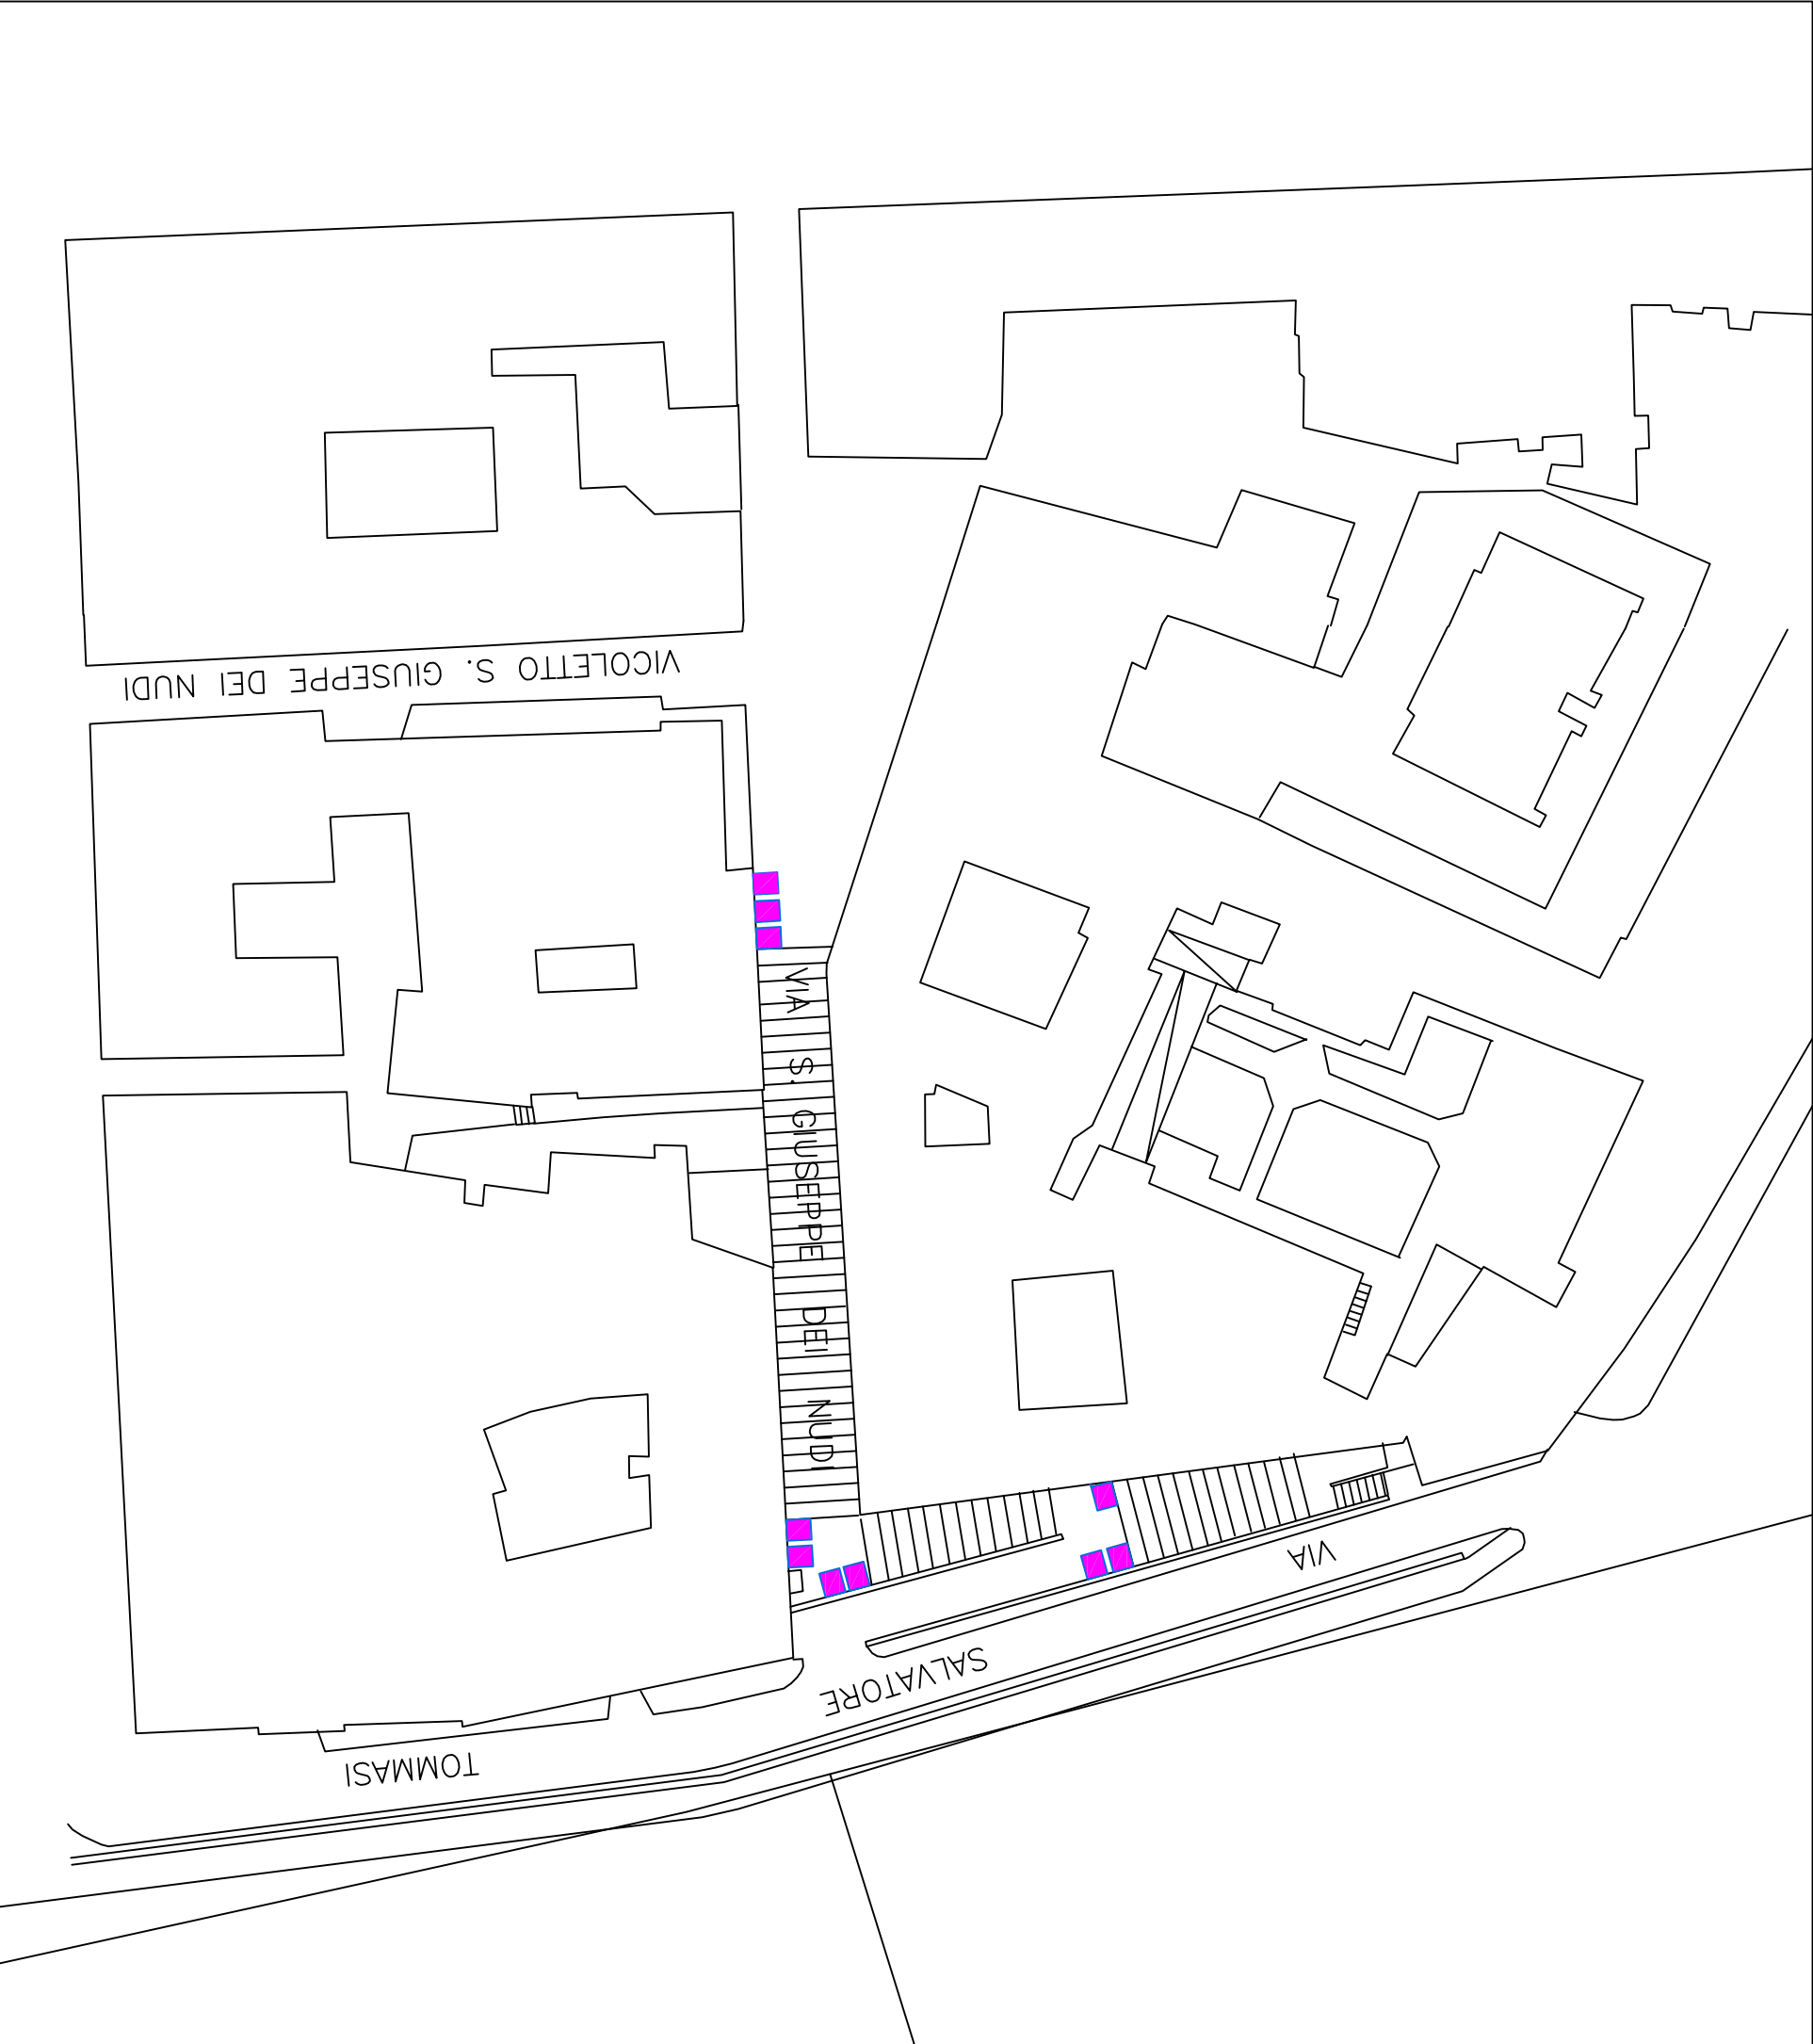 VICOLETTO S. GIUSEPPE DEI NUDI
VIA S. GIUSEPPE DEI NUDI
VIA
SALVATORE
TOMMASI